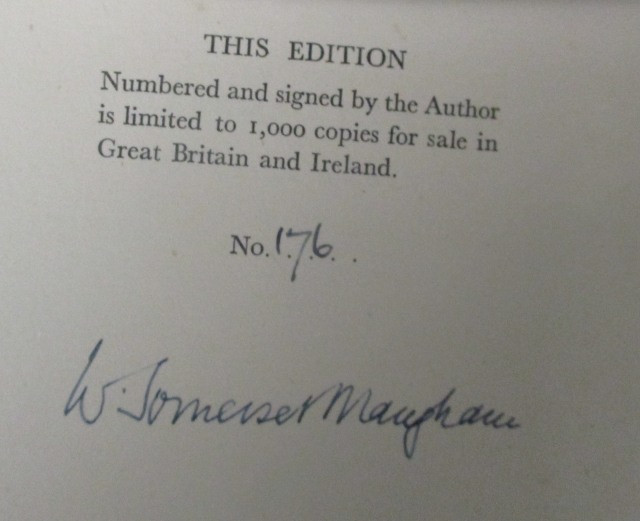 THIS EDITION
Numbered and signed by the Author
is limited to 1,000 copies for sale in
Great Britain and Ireland.
No. 176. .
W. Somerset Maugham